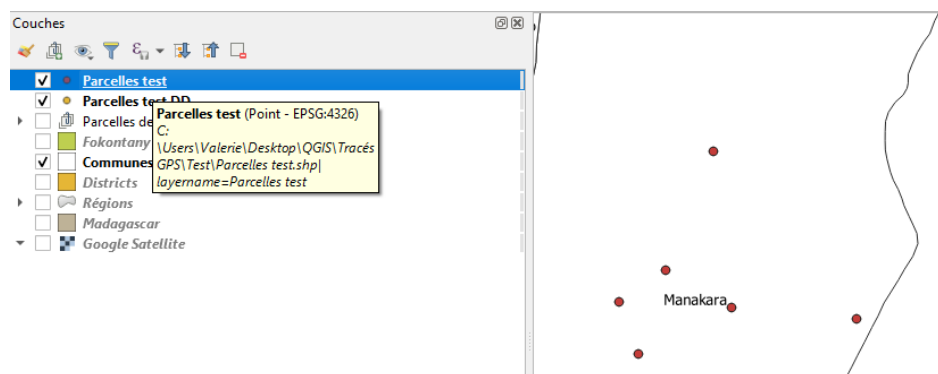 Couches
Parcelles test
Parcelles test DD
Parcelles de
Parcelles test (Point - EPSG:4326)
C:
\Users\Valerie\Desktop\QGIS\Tracés
GPS\Test\Parcelles test.shp|
layername=Parcelles test
Fokontany
Communes
Districts
Régions
Madagascar
Google Satellite
Manakara